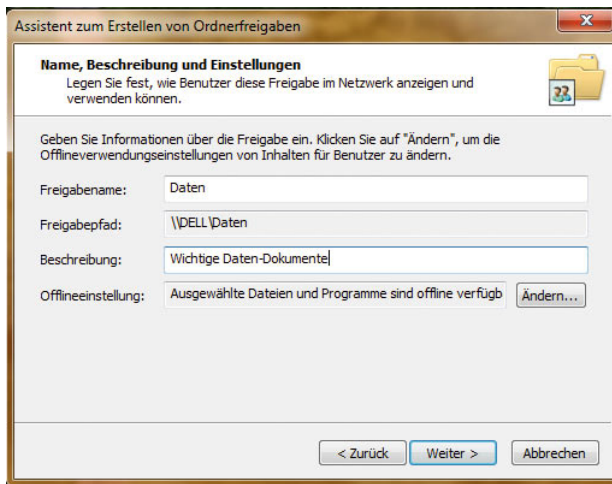 Assistent zum Erstellen von Ordnerfreigaben
Name, Beschreibung und Einstellungen
Legen Sie fest, wie Benutzer diese Freigabe im Netzwerk anzeigen und
verwenden können.
Geben Sie Informationen über die Freigabe ein. Klicken Sie auf "Ändern", um die
Offlineverwendungseinstellungen von Inhalten für Benutzer zu ändern.
Freigabename: Daten
Freigabepfad: \\DELL\Daten
Beschreibung: Wichtige Daten-Dokumente
Offlineeinstellung: Ausgewählte Dateien und Programme sind offline verfügb Ändern...
< Zurück Weiter > Abbrechen